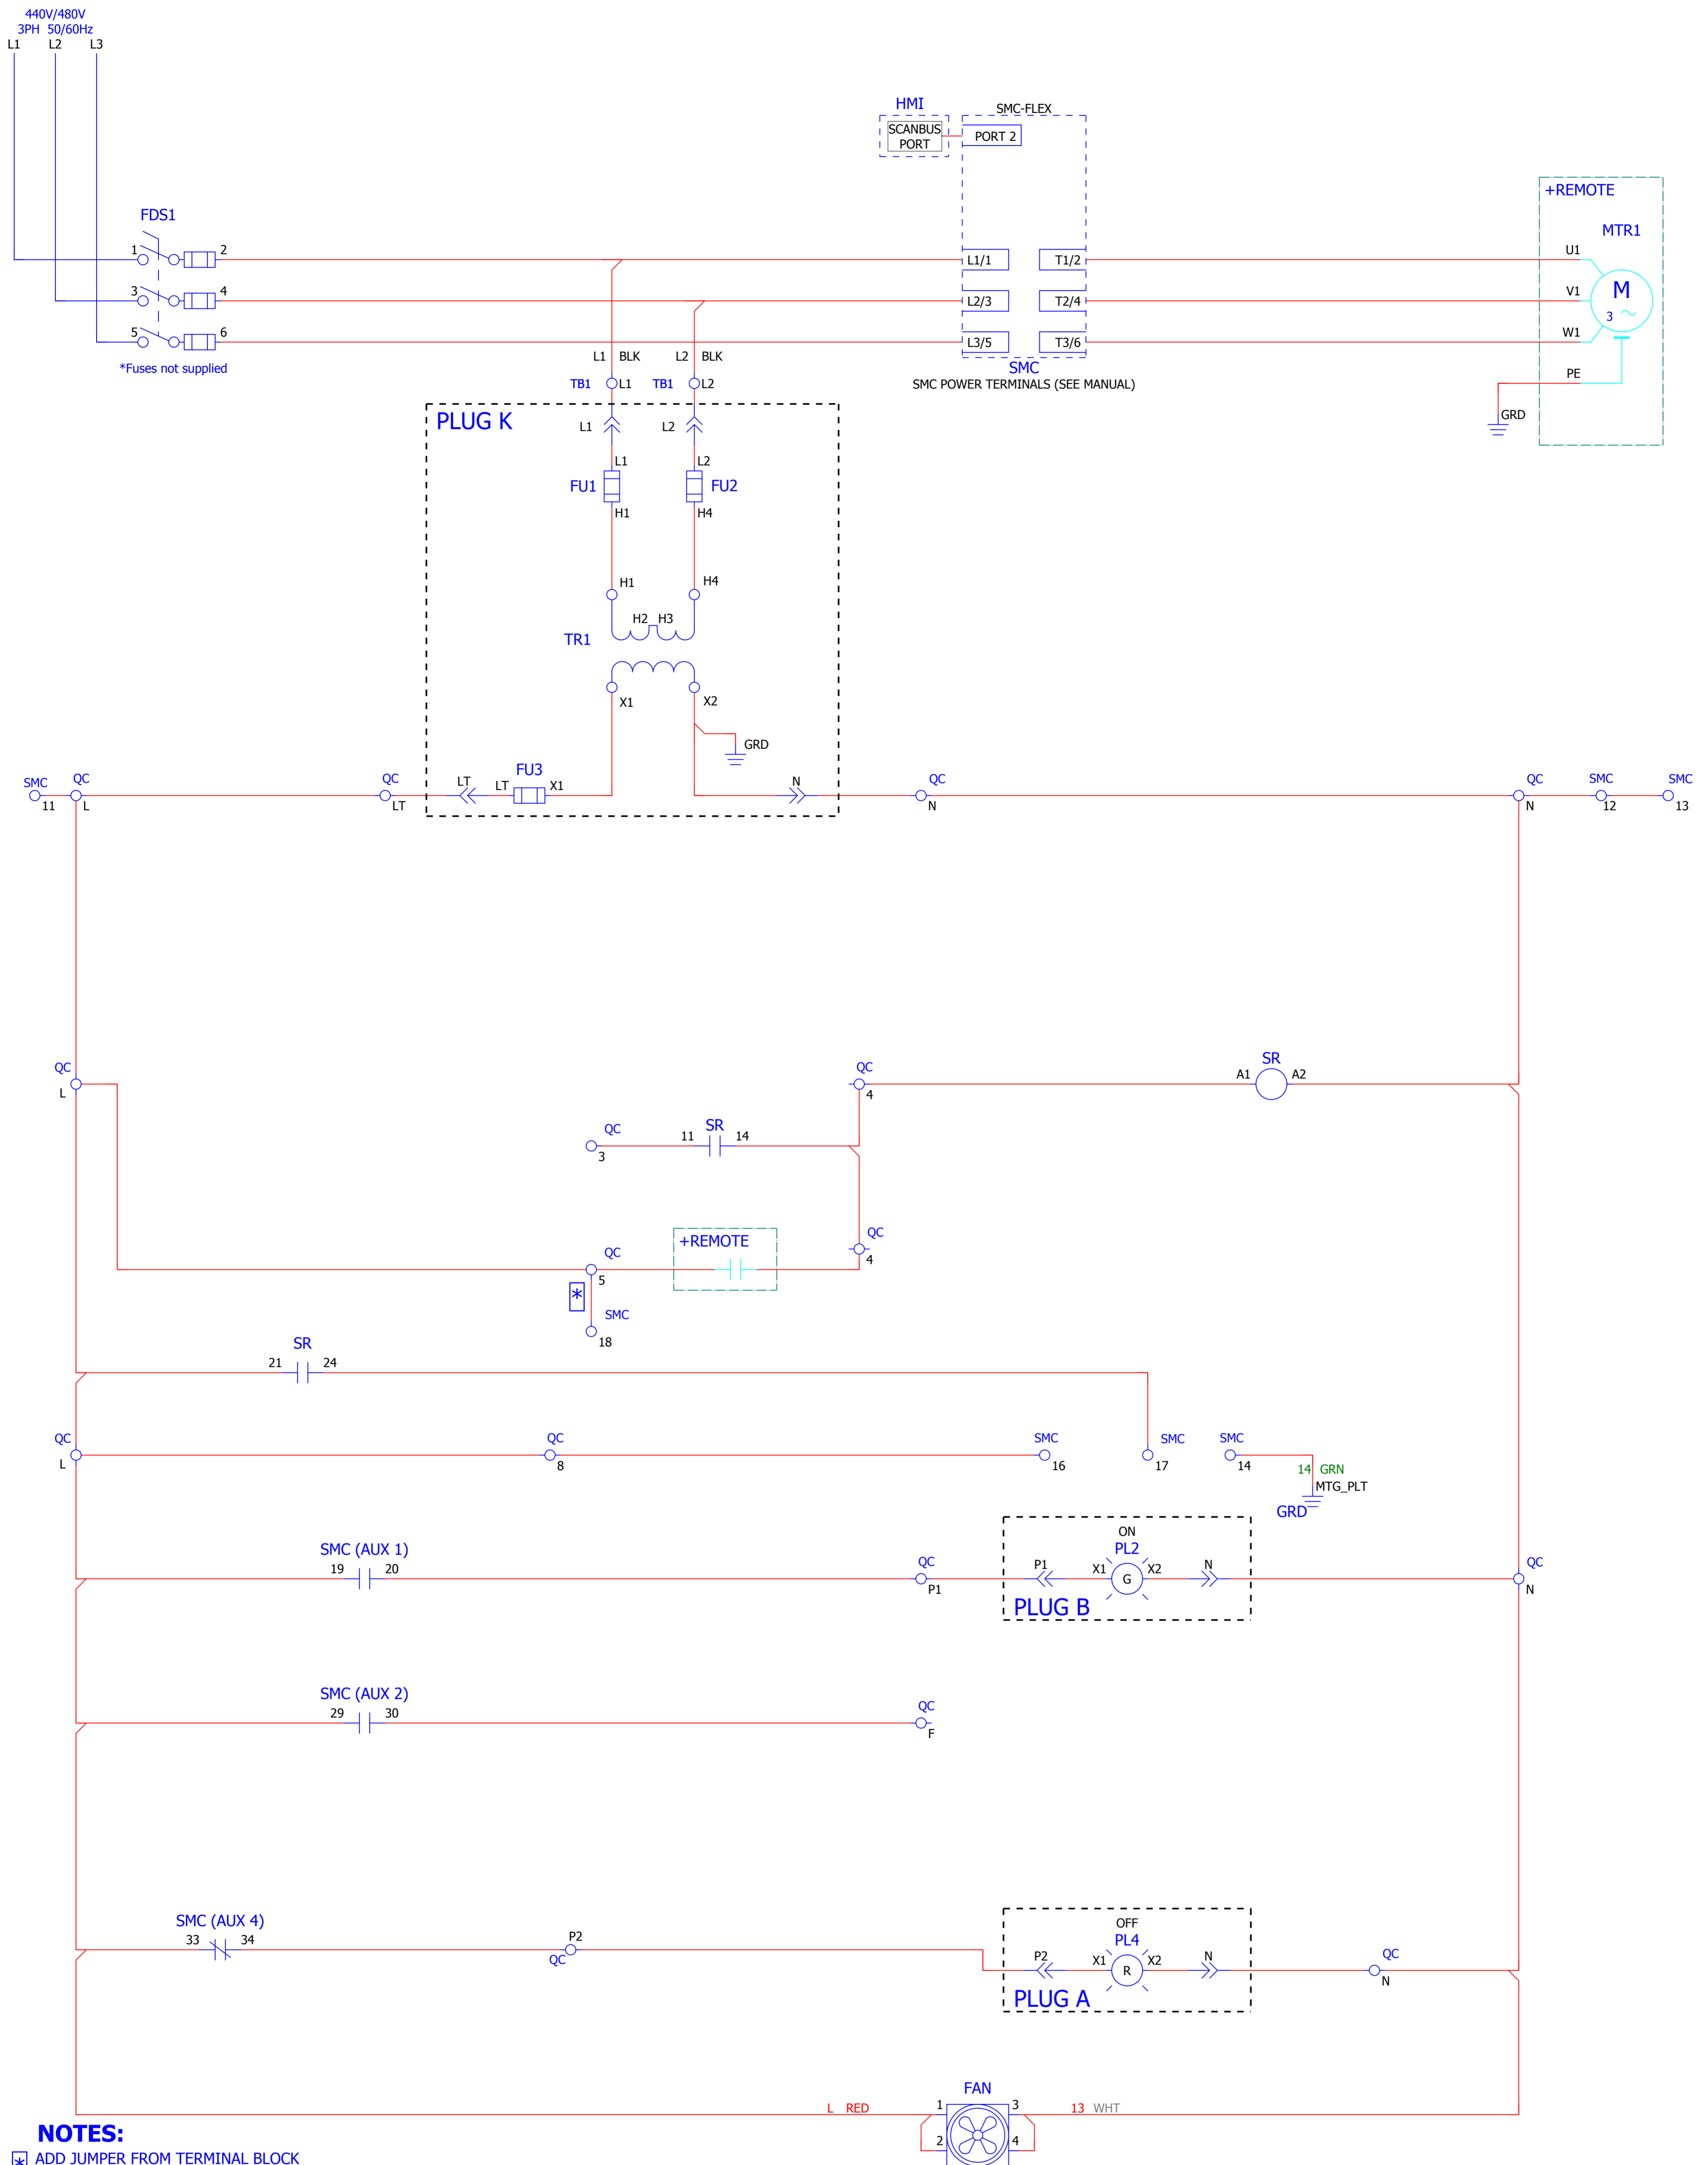 440V/480V
3PH 50/60Hz
L1 L2 L3
HMI
SCANBUS
PORT
SMC-FLEX
PORT 2
+REMOTE
MTR1
FDS1
1 2
3 4
5 6
*Fuses not supplied
L1/1 T1/2
L2/3 T2/4
L3/5 T3/6
SMC
SMC POWER TERMINALS (SEE MANUAL)
U1
V1
W1
PE
M
3
GRD
L1 BLK L2 BLK
TB1 L1 TB1 L2
PLUG K
L1 L2
L1 L2
FU1 FU2
H1 H4
H1 H4
H2 H3
TR1
X1 X2
GRD
FU3
LT LT X1
N
SMC
11
QC
L
QC
LT
QC
N
QC
N
SMC
12
SMC
13
QC
L
QC
4
SR
A1 A2
QC
3
SR
11 14
QC
4
QC
5
+REMOTE
*
SMC
18
SR
21 24
QC
L
QC
8
SMC
16
SMC
17
SMC
14
14 GRN
MTG_PLT
GRD
SMC (AUX 1)
19 20
QC
P1
ON
PL2
P1 X1 G X2 N
PLUG B
QC
N
SMC (AUX 2)
29 30
QC
F
SMC (AUX 4)
33 34
P2
QC
OFF
PL4
P2 X1 R X2 N
PLUG A
QC
N
FAN
L RED 1 3 13 WHT
2 4
NOTES:
* ADD JUMPER FROM TERMINAL BLOCK